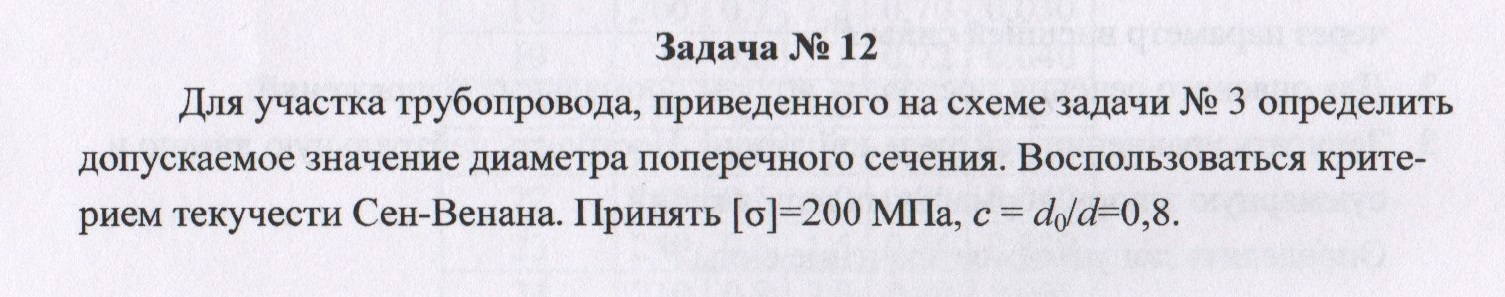 Задача № 12
Для участка трубопровода, приведенного на схеме задачи № 3 определить
допускаемое значение диаметра поперечного сечения. Воспользоваться крите-
рием текучести Сен-Венана. Принять [σ]=200 МПа, c = d₀/d=0,8.